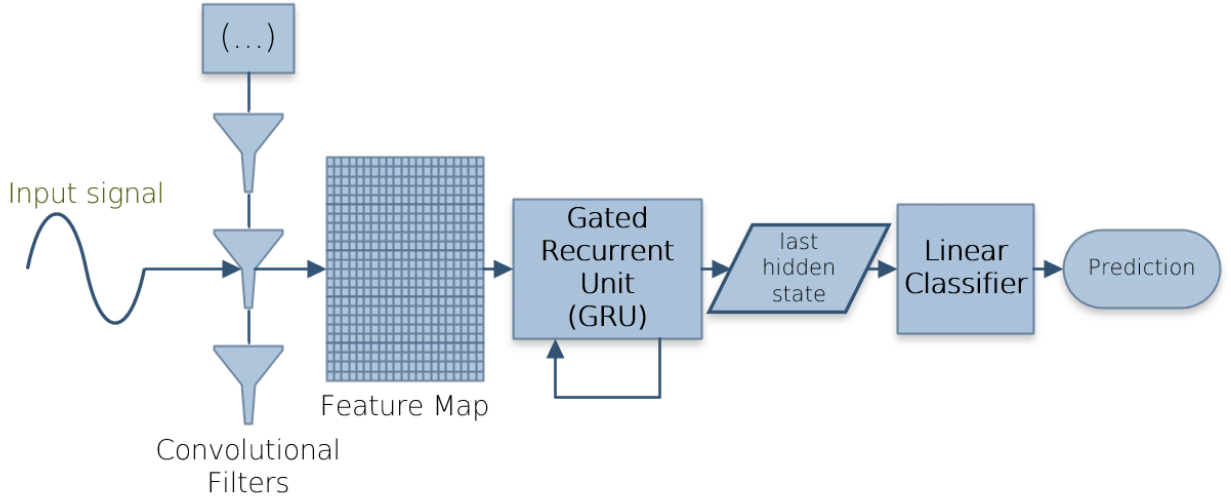 (...)
Input signal
Convolutional
Filters
Feature Map
Gated
Recurrent
Unit
(GRU)
last
hidden
state
Linear
Classifier
Prediction